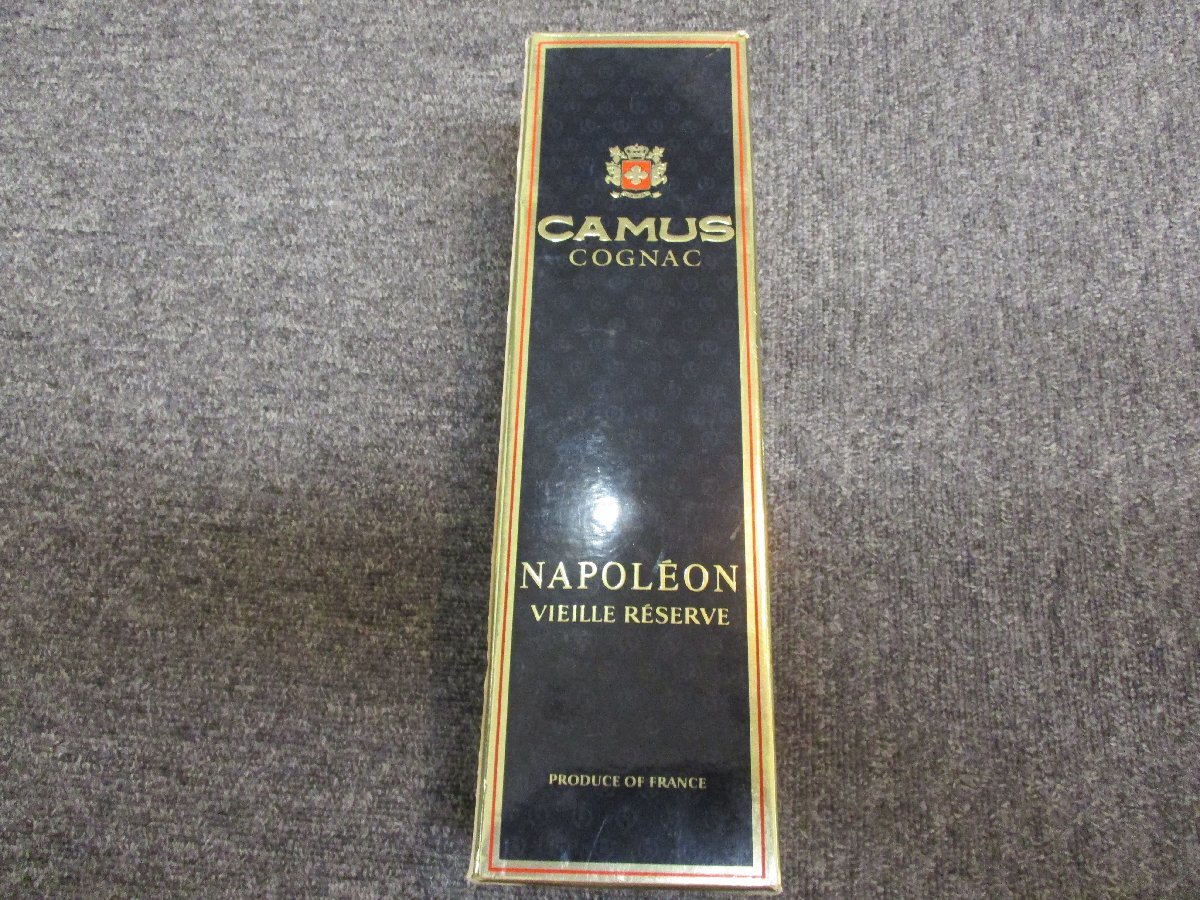 CAMUS
COGNAC
NAPOLÉON
VIEILLE RÉSERVE
PRODUCE OF FRANCE